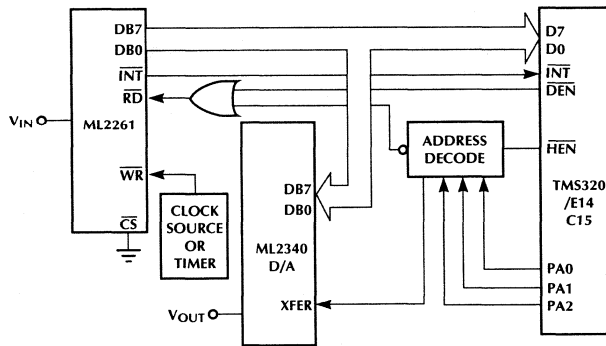 DB7
DB0
INT
RD
ML2261
VIN
WR
CS
CLOCK
SOURCE
OR
TIMER
DB7
DB0
ML2340
D/A
XFER
VOUT
ADDRESS
DECODE
D7
D0
INT
DEN
HEN
TMS320
/E14
C15
PA0
PA1
PA2